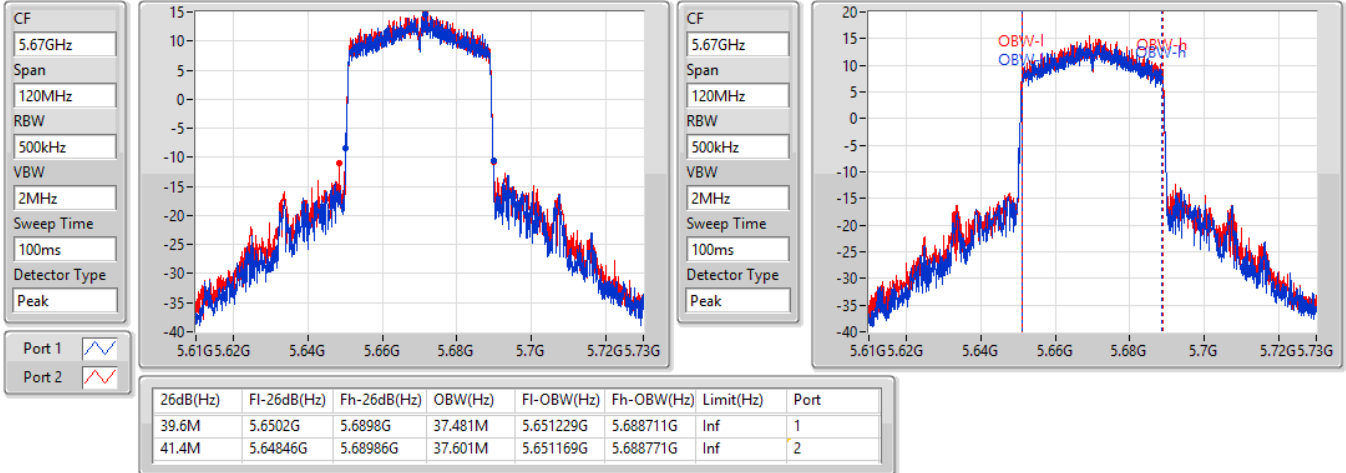 CF
5.67GHz
Span
120MHz
RBW
500kHz
VBW
2MHz
Sweep Time
100ms
Detector Type
Peak
Port 1
Port 2
15
10
5
0
-5
-10
-15
-20
-25
-30
-35
-40
5.61G 5.62G 5.64G 5.66G 5.68G 5.7G 5.72G 5.73G
CF
5.67GHz
Span
120MHz
RBW
500kHz
VBW
2MHz
Sweep Time
100ms
Detector Type
Peak
20
15
10
5
0
-5
-10
-15
-20
-25
-30
-35
-40
OBW-l OBW-h
OBW-l OBW-h
5.61G 5.62G 5.64G 5.66G 5.68G 5.7G 5.72G 5.73G
26dB(Hz) Fl-26dB(Hz) Fh-26dB(Hz) OBW(Hz) Fl-OBW(Hz) Fh-OBW(Hz) Limit(Hz) Port
39.6M 5.6502G 5.6898G 37.481M 5.651229G 5.688711G Inf 1
41.4M 5.64846G 5.68986G 37.601M 5.651169G 5.688771G Inf 2